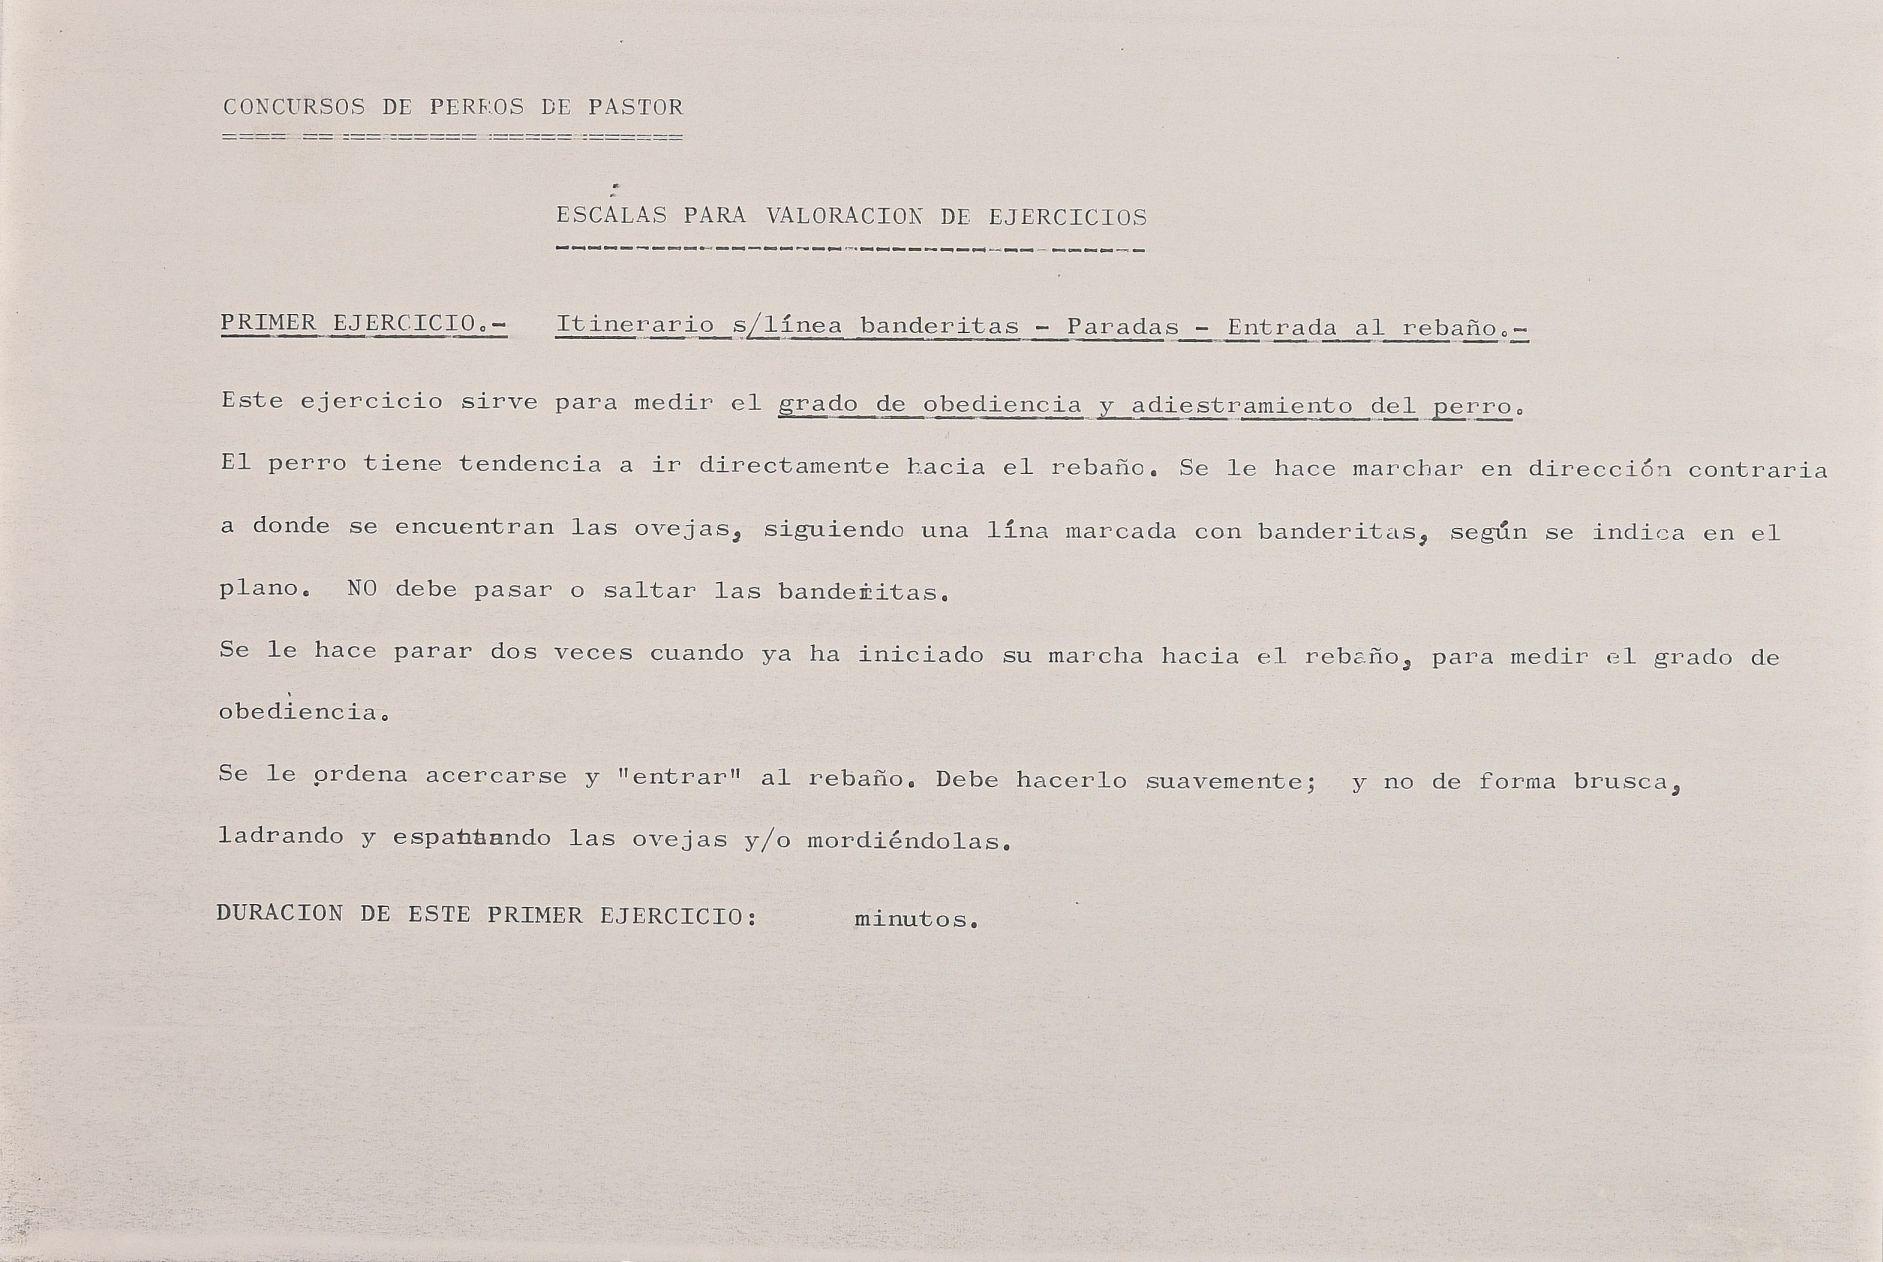 CONCURSOS DE PERROS DE PASTOR
ESCALAS PARA VALORACION DE EJERCICIOS
PRIMER EJERCICIO.- Itinerario s/línea banderitas - Paradas - Entrada al rebaño.-
Este ejercicio sirve para medir el grado de obediencia y adiestramiento del perro.
El perro tiene tendencia a ir directamente hacia el rebaño. Se le hace marchar en dirección contraria
a donde se encuentran las ovejas, siguiendo una lína marcada con banderitas, según se indica en el
plano. NO debe pasar o saltar las banderitas.
Se le hace parar dos veces cuando ya ha iniciado su marcha hacia el rebaño, para medir el grado de
obediencia.
Se le ordena acercarse y "entrar" al rebaño. Debe hacerlo suavemente; y no de forma brusca,
ladrando y las ovejas y/o mordiéndolas.
DURACION DE ESTE PRIMER EJERCICIO: minutos.